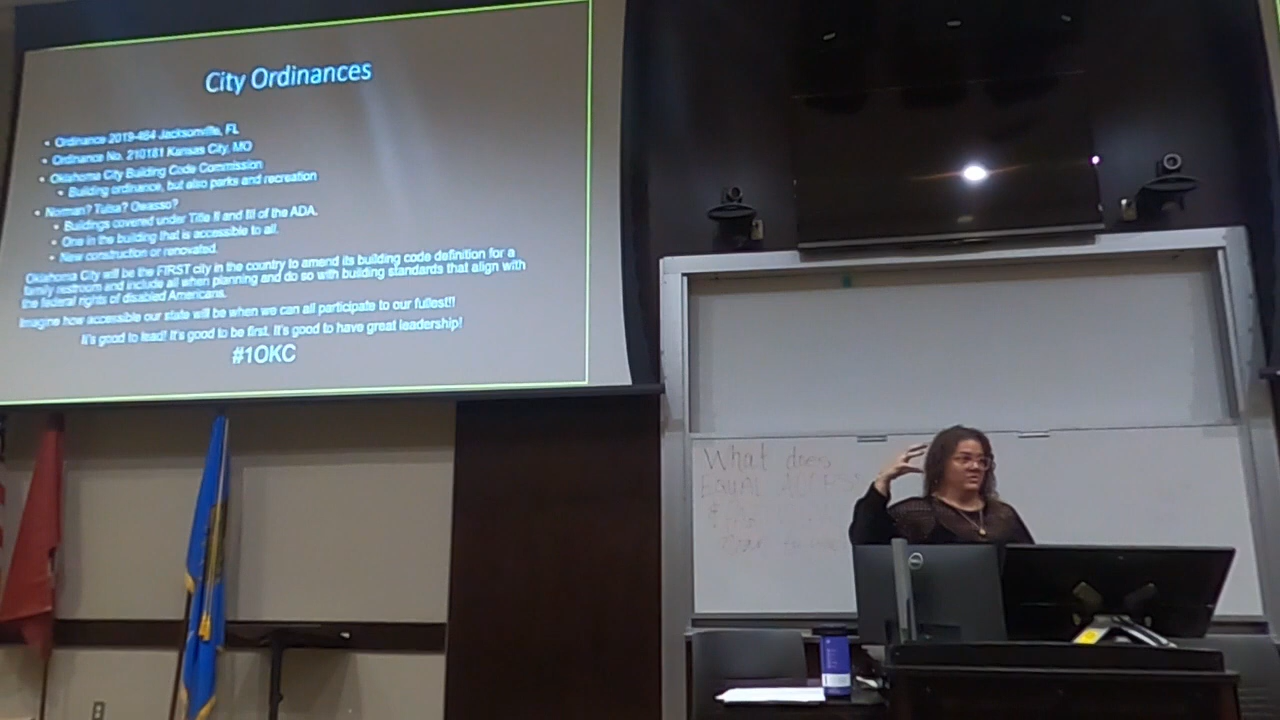 City Ordinances
• Ordinance 2019-484 Jacksonville, FL
• Ordinance No. 210181 Kansas City, MO
• Oklahoma City Building Code Commission
• Building ordinance, but also parks and recreation
• Norman? Tulsa? Owasso?
• Buildings covered under Title II and III of the ADA.
• One in the building that is accessible to all.
• New construction or renovated.
Oklahoma City will be the FIRST city in the country to amend its building code definition for a
family restroom and include all when planning and do so with building standards that align with
the federal rights of disabled Americans.
Imagine how accessible our state will be when we can all participate to our fullest!!
It's good to lead! It's good to be first. It's good to have great leadership!
#1OKC
What does
EQUAL ACCESS
DELL